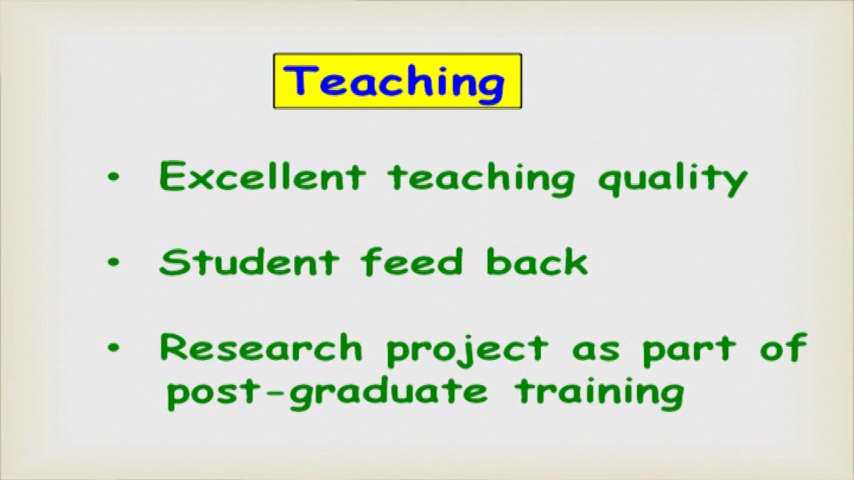 Teaching
• Excellent teaching quality
• Student feed back
• Research project as part of
post-graduate training